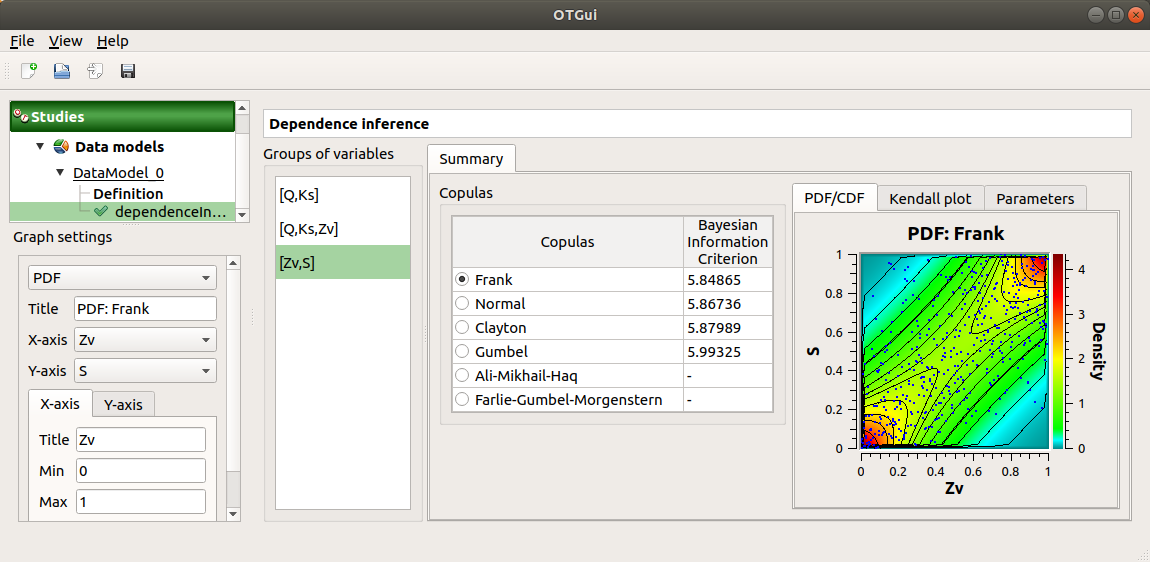 OTGui
File View Help
Studies
Data models
DataModel_0
Definition
dependenceIn...
Graph settings
PDF
Title PDF: Frank
X-axis Zv
Y-axis S
X-axis Y-axis
Title Zv
Min 0
Max 1
Dependence inference
Groups of variables
[Q,Ks]
[Q,Ks,Zv]
[Zv,S]
Summary
Copulas
Copulas Bayesian Information Criterion
Frank 5.84865
Normal 5.86736
Clayton 5.87989
Gumbel 5.99325
Ali-Mikhail-Haq -
Farlie-Gumbel-Morgenstern -
PDF/CDF Kendall plot Parameters
PDF: Frank
1
0.8
0.6
0.4
0.2
0
S
0 0.2 0.4 0.6 0.8 1
Zv
4
3
2
1
0
Density